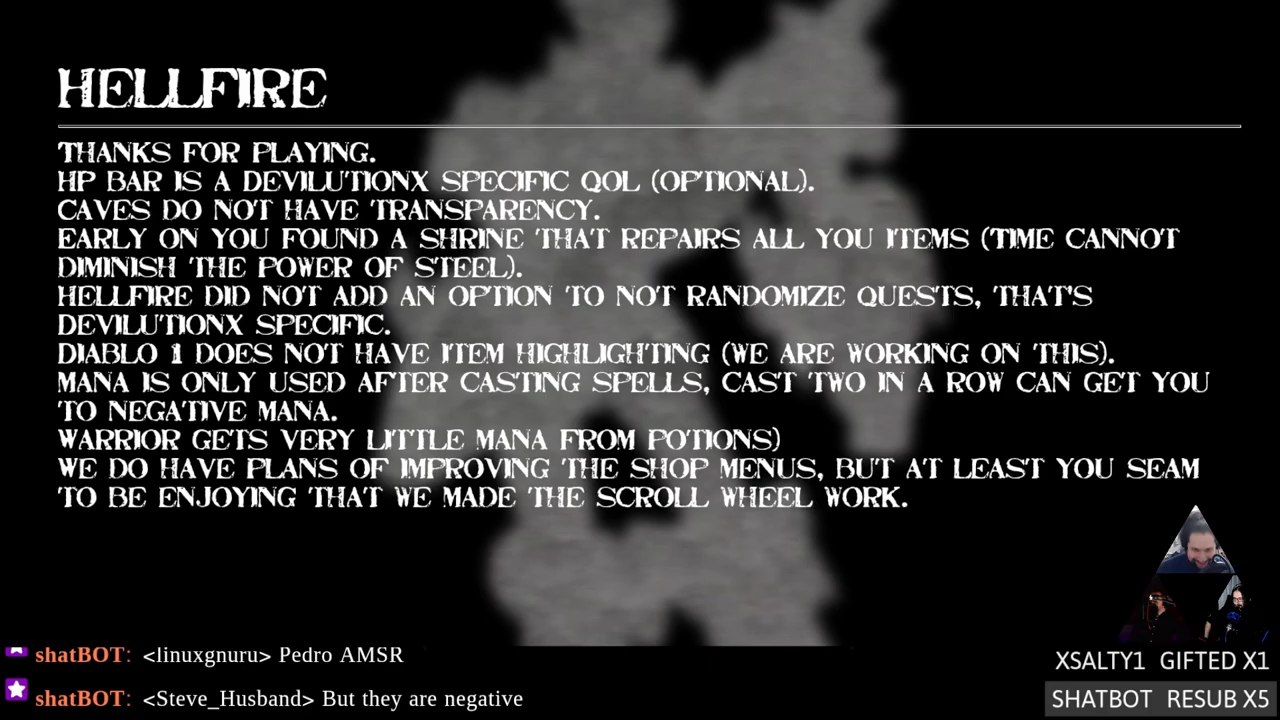 HELLFIRE
THANKS FOR PLAYING.
HP BAR IS A DEVILUTIONX SPECIFIC QOL (OPTIONAL).
CAVES DO NOT HAVE TRANSPARENCY.
EARLY ON YOU FOUND A SHRINE THAT REPAIRS ALL YOU ITEMS (TIME CANNOT
DIMINISH THE POWER OF STEEL).
HELLFIRE DID NOT ADD AN OPTION TO NOT RANDOMIZE QUESTS, THAT'S
DEVILUTIONX SPECIFIC.
DIABLO 1 DOES NOT HAVE ITEM HIGHLIGHTING (WE ARE WORKING ON THIS).
MANA IS ONLY USED AFTER CASTING SPELLS, CAST TWO IN A ROW CAN GET YOU
TO NEGATIVE MANA.
WARRIOR GETS VERY LITTLE MANA FROM POTIONS)
WE DO HAVE PLANS OF IMPROVING THE SHOP MENUS, BUT AT LEAST YOU SEAM
TO BE ENJOYING THAT WE MADE THE SCROLL WHEEL WORK.
shatBOT: <linuxgnuru> Pedro AMSR
shatBOT: <Steve_Husband> But they are negative
XSALTY1 GIFTED X1
SHATBOT RESUB X5